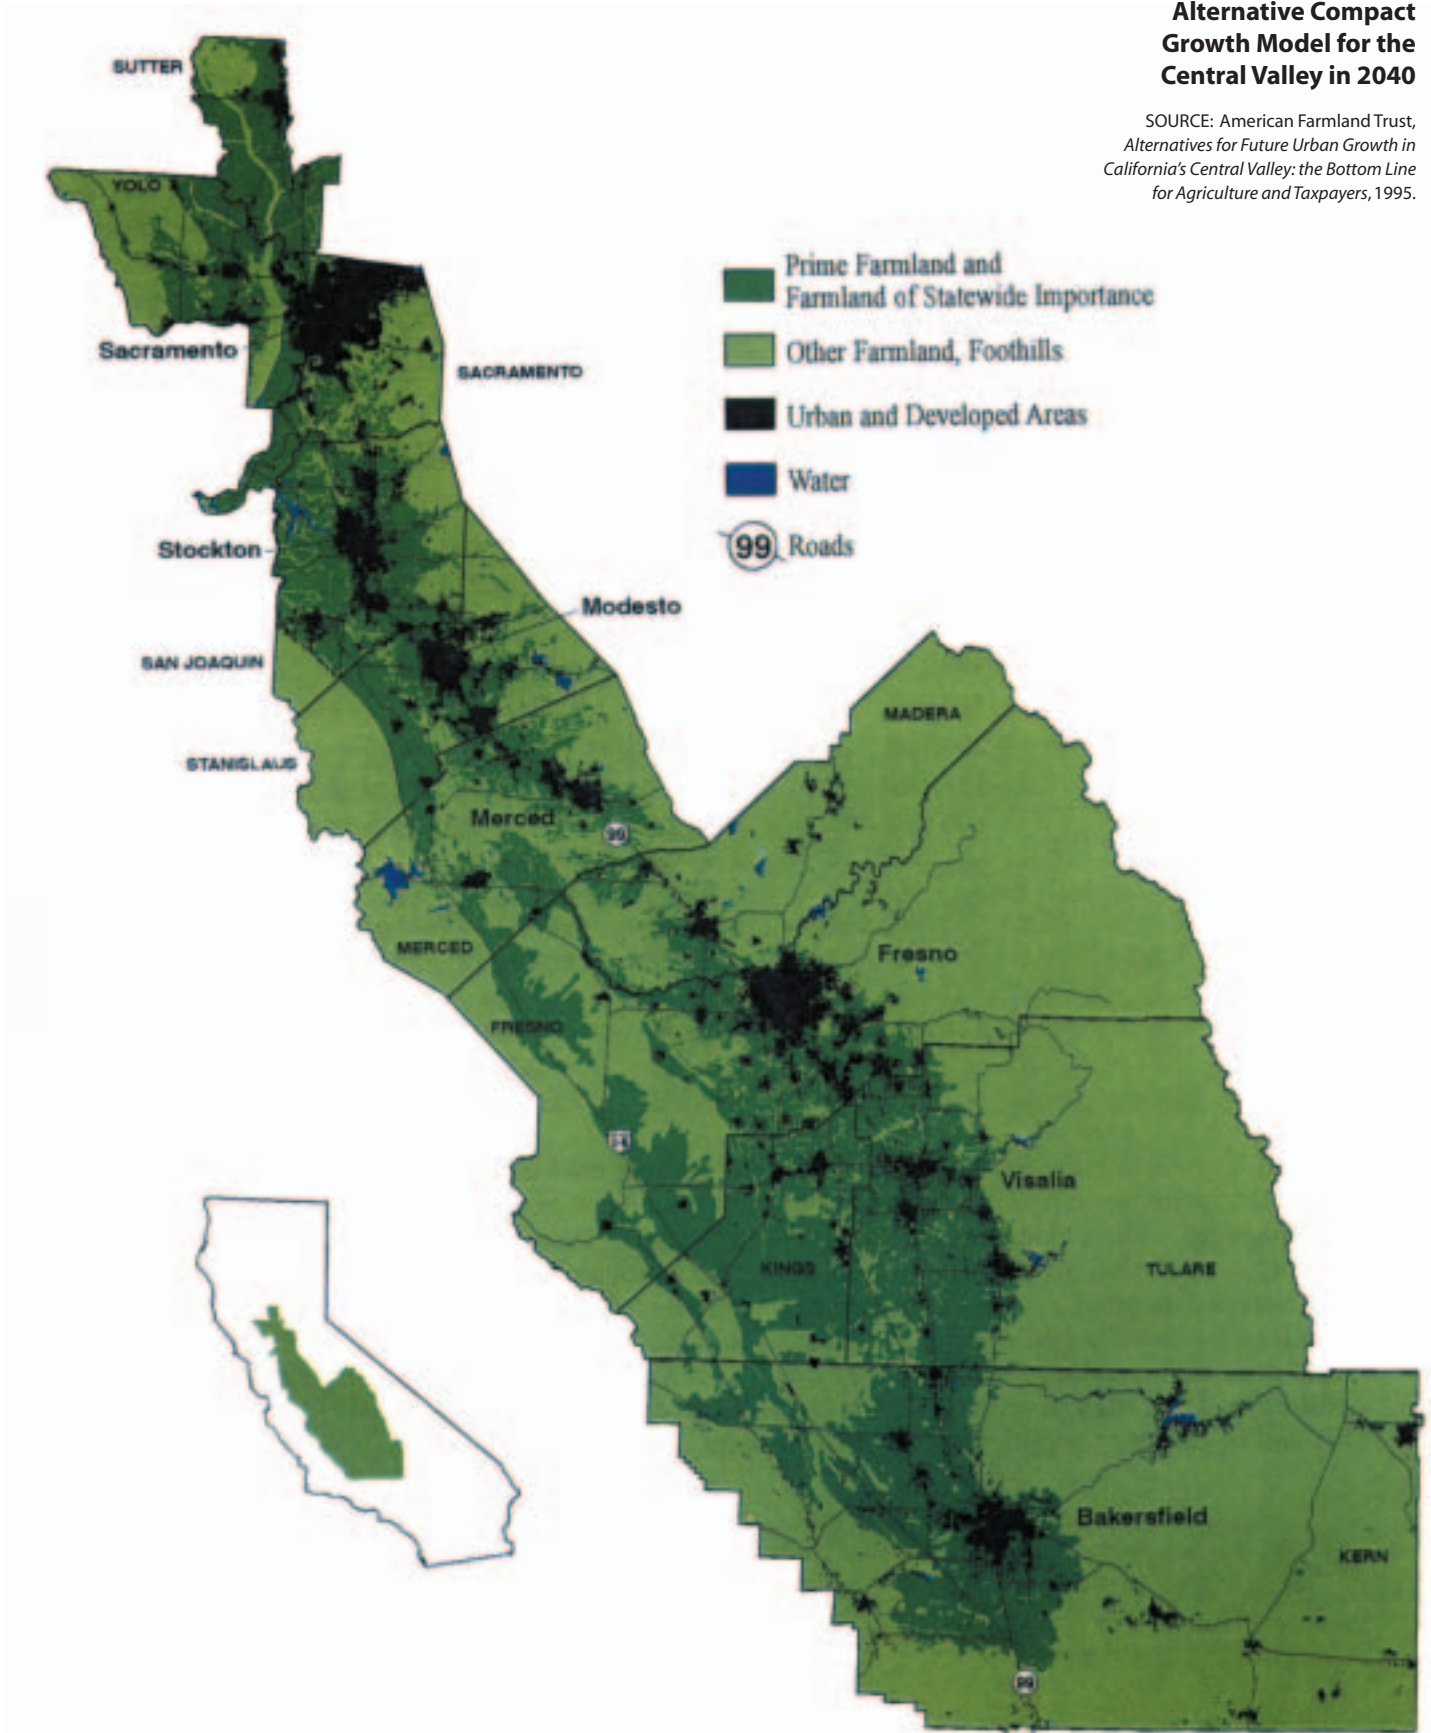 Alternative Compact
Growth Model for the
Central Valley in 2040
SOURCE: American Farmland Trust,
Alternatives for Future Urban Growth in
California's Central Valley: the Bottom Line
for Agriculture and Taxpayers, 1995.
Prime Farmland and
Farmland of Statewide Importance
Other Farmland, Foothills
Urban and Developed Areas
Water
99 Roads
SUTTER
YOLO
Sacramento
SACRAMENTO
Stockton
Modesto
SAN JOAQUIN
MADERA
STANISLAUS
Merced
99
MERCED
Fresno
FRESNO
Visalia
KINGS
TULARE
Bakersfield
KERN
99